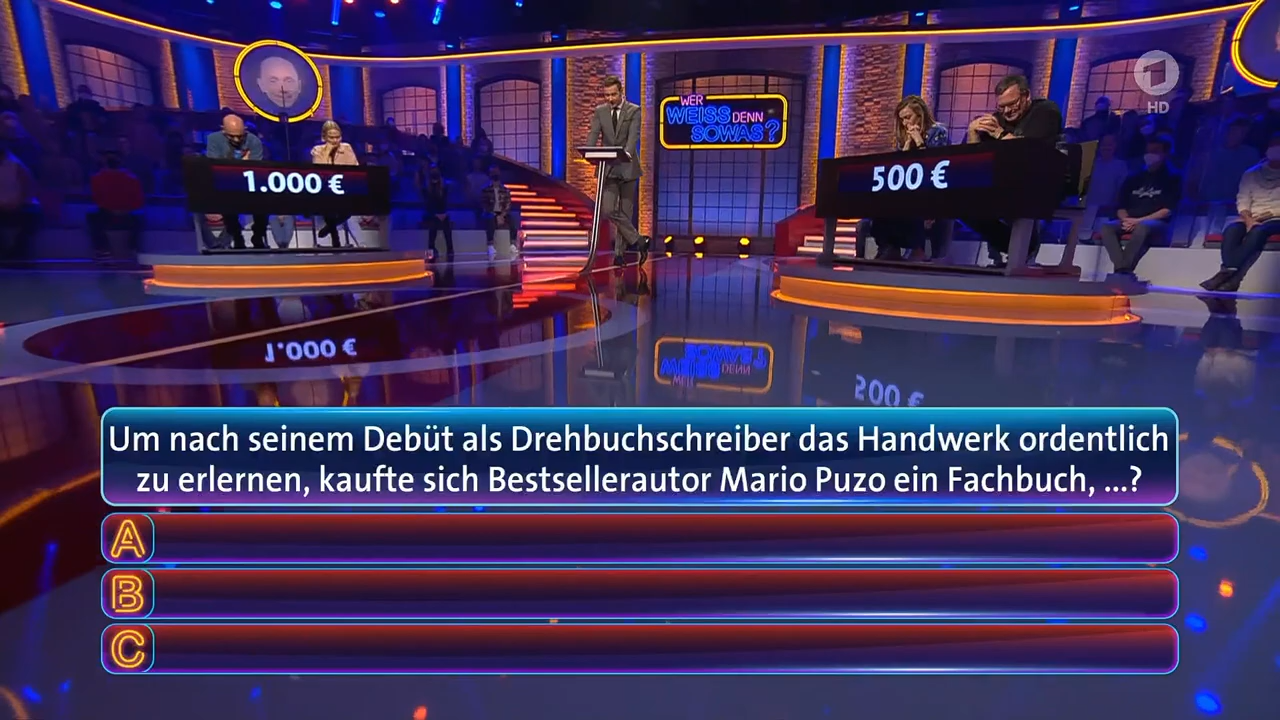 1
HD
WER
WEISS DENN
SOWAS?
1.000 €
500 €
Um nach seinem Debüt als Drehbuchschreiber das Handwerk ordentlich
zu erlernen, kaufte sich Bestsellerautor Mario Puzo ein Fachbuch, ...?
A
B
C